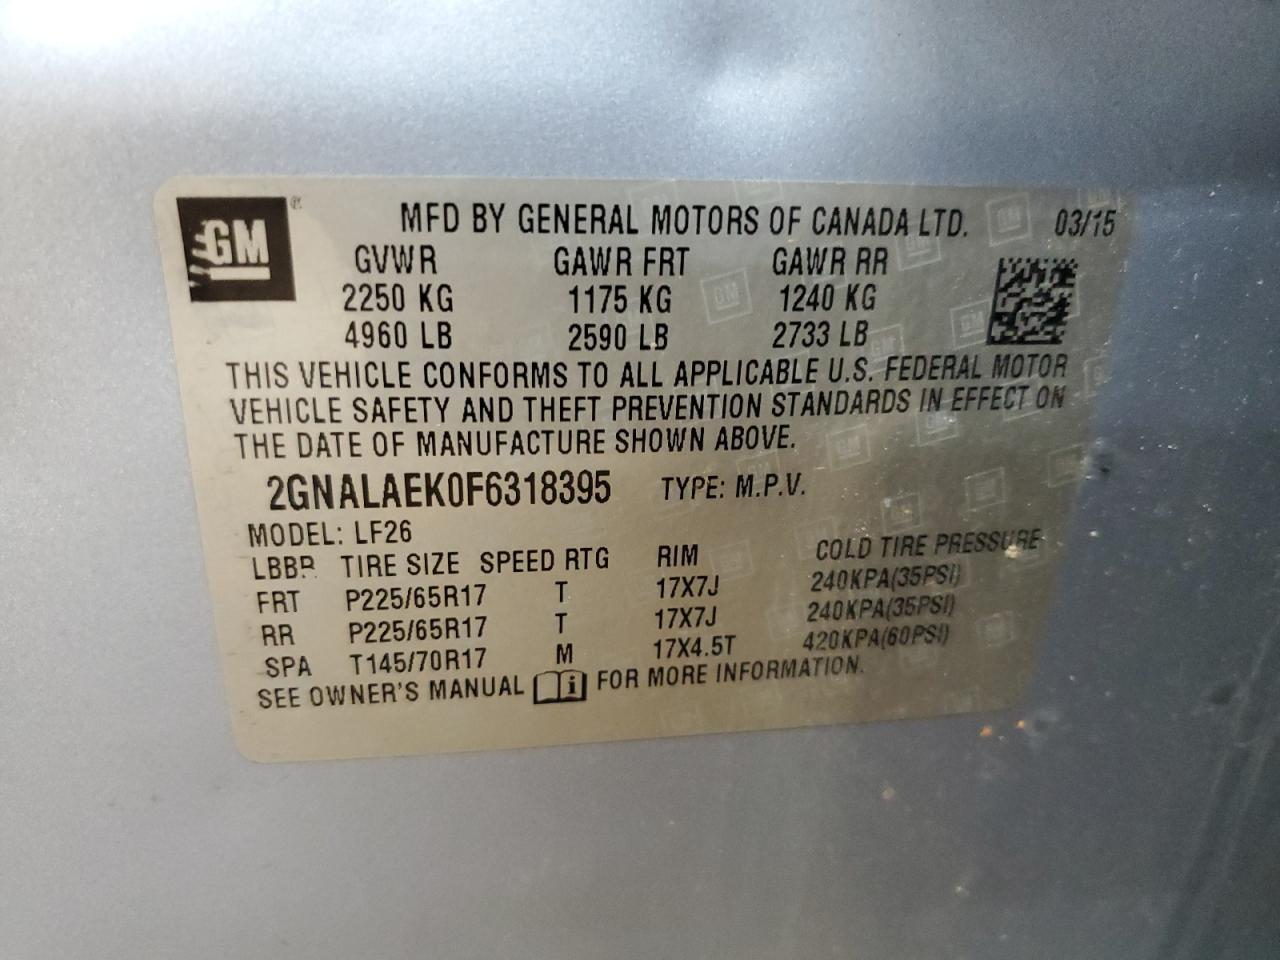 GM ®
MFD BY GENERAL MOTORS OF CANADA LTD. 03/15
GVWR GAWR FRT GAWR RR
2250 KG 1175 KG 1240 KG
4960 LB 2590 LB 2733 LB
THIS VEHICLE CONFORMS TO ALL APPLICABLE U.S. FEDERAL MOTOR
VEHICLE SAFETY AND THEFT PREVENTION STANDARDS IN EFFECT ON
THE DATE OF MANUFACTURE SHOWN ABOVE.
2GNALAEK0F6318395 TYPE: M.P.V.
MODEL: LF26
LBBR TIRE SIZE SPEED RTG RIM COLD TIRE PRESSURE
FRT P225/65R17 T 17X7J 240KPA(35PSI)
RR P225/65R17 T 17X7J 240KPA(35PSI)
SPA T145/70R17 M 17X4.5T 420KPA(60PSI)
SEE OWNER'S MANUAL i FOR MORE INFORMATION.